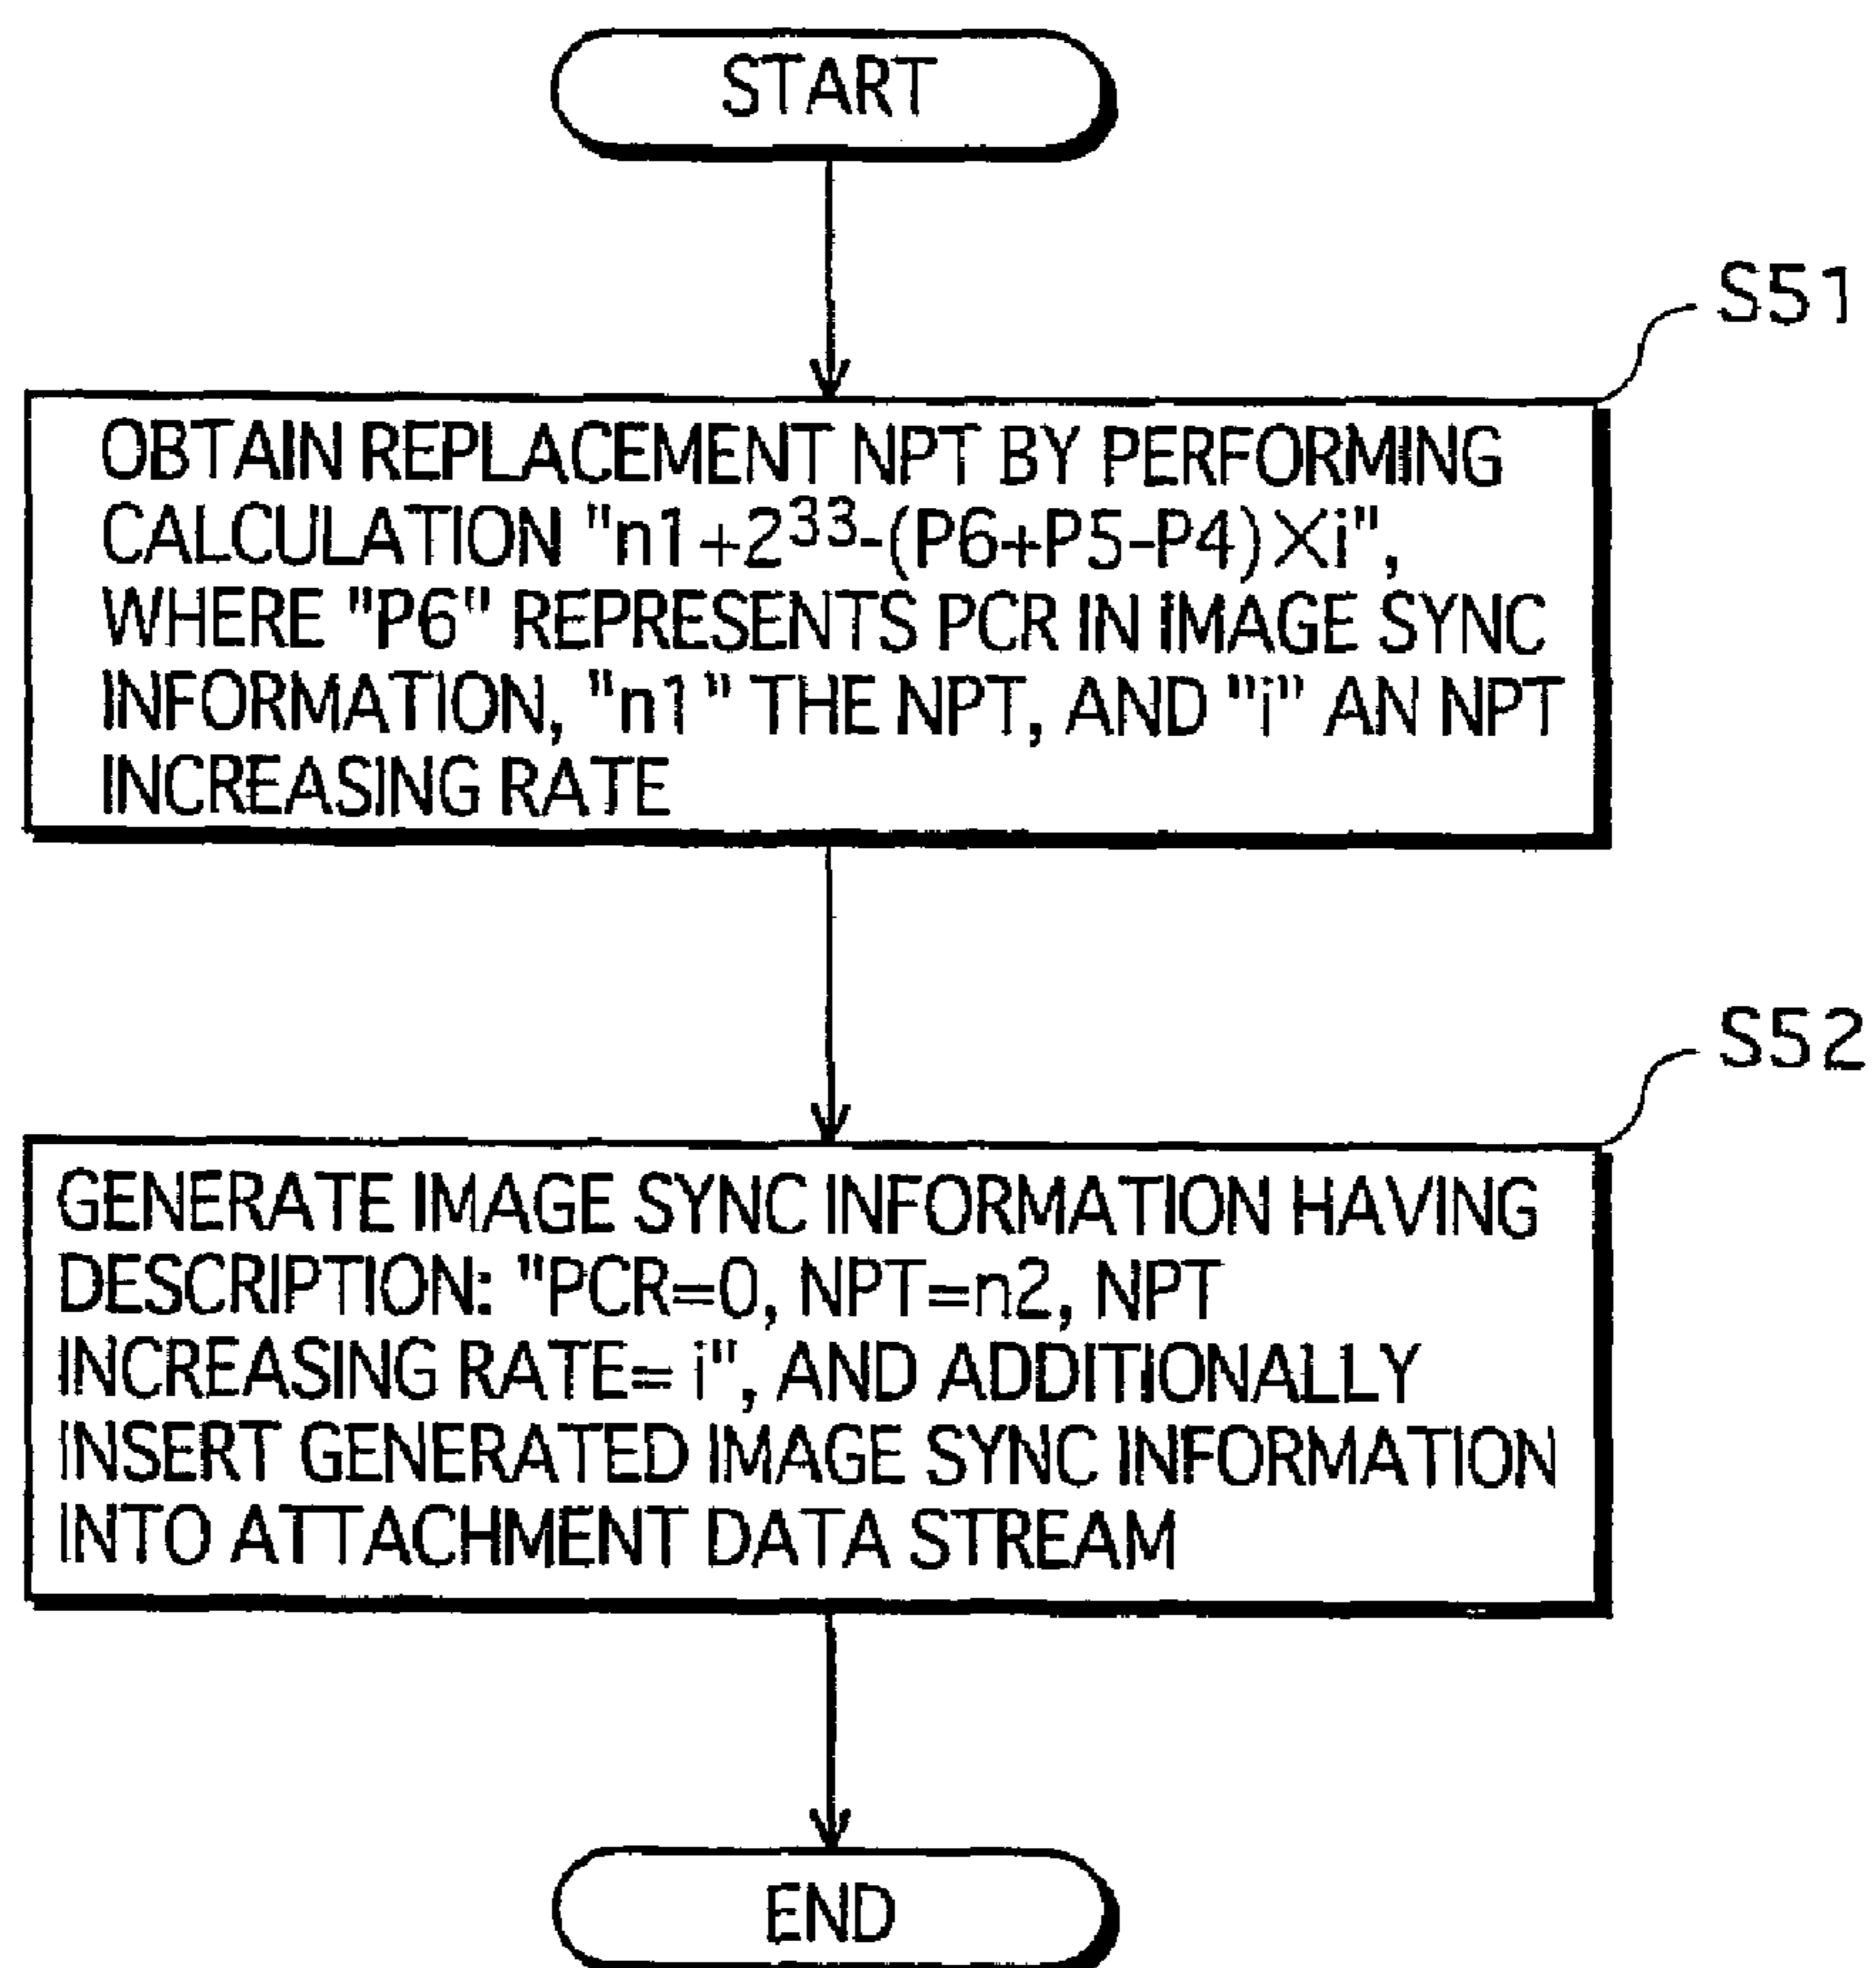 START
S51
OBTAIN REPLACEMENT NPT BY PERFORMING
CALCULATION "n1+2³³-(P6+P5-P4)×i",
WHERE "P6" REPRESENTS PCR IN IMAGE SYNC
INFORMATION, "n1" THE NPT, AND "i" AN NPT
INCREASING RATE
S52
GENERATE IMAGE SYNC INFORMATION HAVING
DESCRIPTION: "PCR=0, NPT=n2, NPT
INCREASING RATE= i", AND ADDITIONALLY
INSERT GENERATED IMAGE SYNC INFORMATION
INTO ATTACHMENT DATA STREAM
END